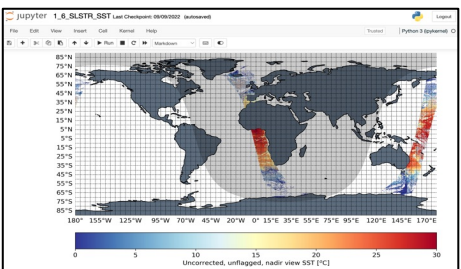 jupyter 1_6_SLSTR_SST Last Checkpoint: 09/09/2022 (autosaved)
File Edit View Insert Cell Kernel Help Trusted Python 3 (ipykernel)
Run Markdown
85°N
75°N
65°N
55°N
45°N
35°N
25°N
15°N
5°N
5°S
15°S
25°S
35°S
45°S
55°S
65°S
75°S
85°S
180° 155°W 125°W 95°W 70°W 45°W 20°W 0° 15°E 35°E 55°E 75°E 95°E 120°E 145°E 170°E
0 5 10 15 20 25 30
Uncorrected, unflagged, nadir view SST [°C]